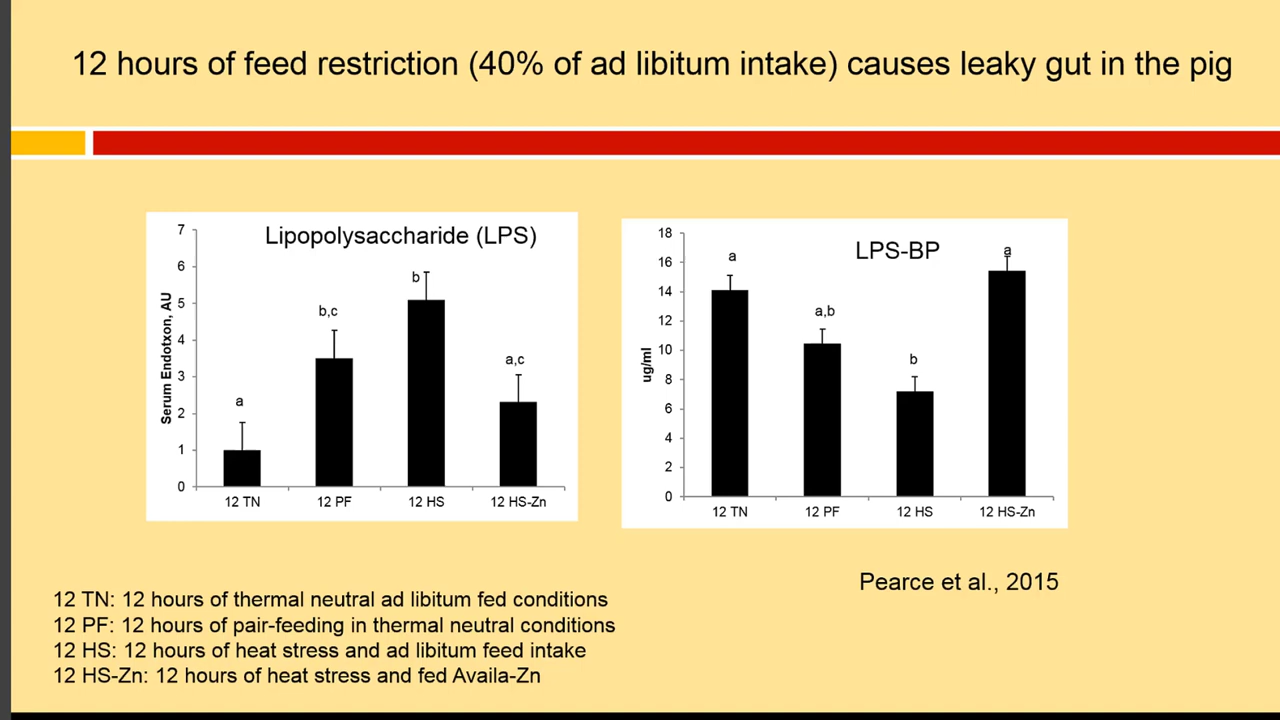 12 hours of feed restriction (40% of ad libitum intake) causes leaky gut in the pig
Lipopolysaccharide (LPS)
Serum Endotxon, AU
7
6
5
4
3
2
1
0
a
b,c
b
a,c
12 TN
12 PF
12 HS
12 HS-Zn
LPS-BP
ug/ml
18
16
14
12
10
8
6
4
2
0
a
a,b
b
a
12 TN
12 PF
12 HS
12 HS-Zn
Pearce et al., 2015
12 TN: 12 hours of thermal neutral ad libitum fed conditions
12 PF: 12 hours of pair-feeding in thermal neutral conditions
12 HS: 12 hours of heat stress and ad libitum feed intake
12 HS-Zn: 12 hours of heat stress and fed Availa-Zn